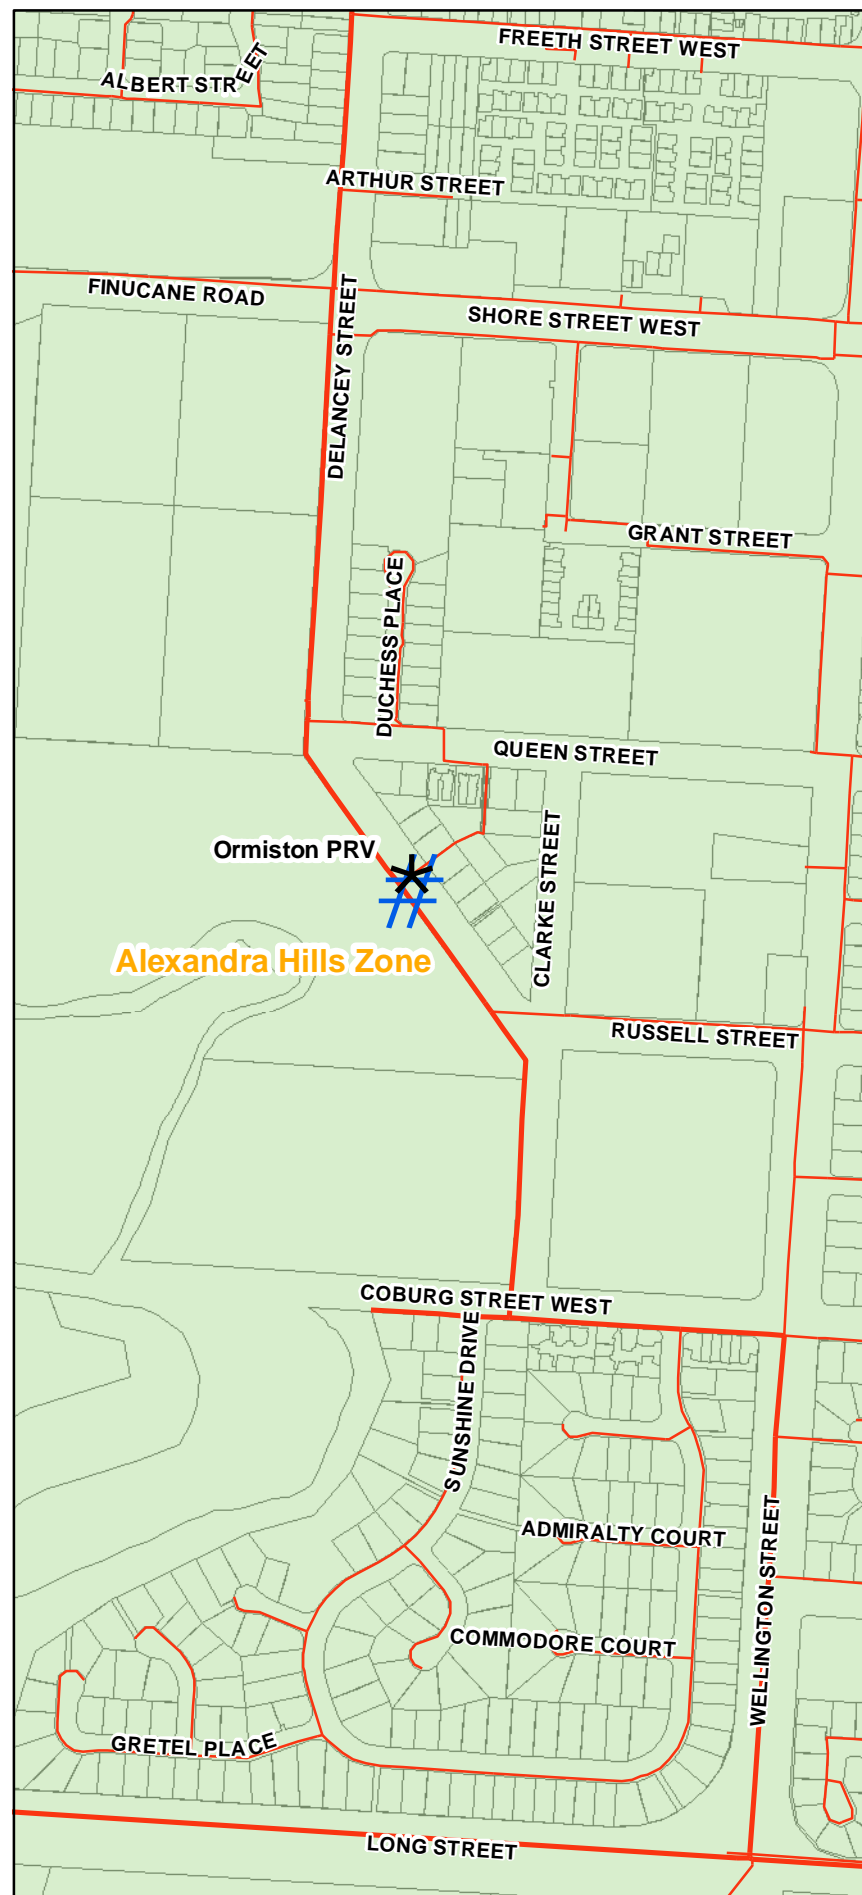 FREETH STREET WEST
ALBERT STREET
ARTHUR STREET
FINUCANE ROAD
SHORE STREET WEST
DELANCEY STREET
GRANT STREET
DUCHESS PLACE
QUEEN STREET
Ormiston PRV
CLARKE STREET
Alexandra Hills Zone
RUSSELL STREET
COBURG STREET WEST
SUNSHINE DRIVE
ADMIRALTY COURT
WELLINGTON STREET
COMMODORE COURT
GRETEL PLACE
LONG STREET